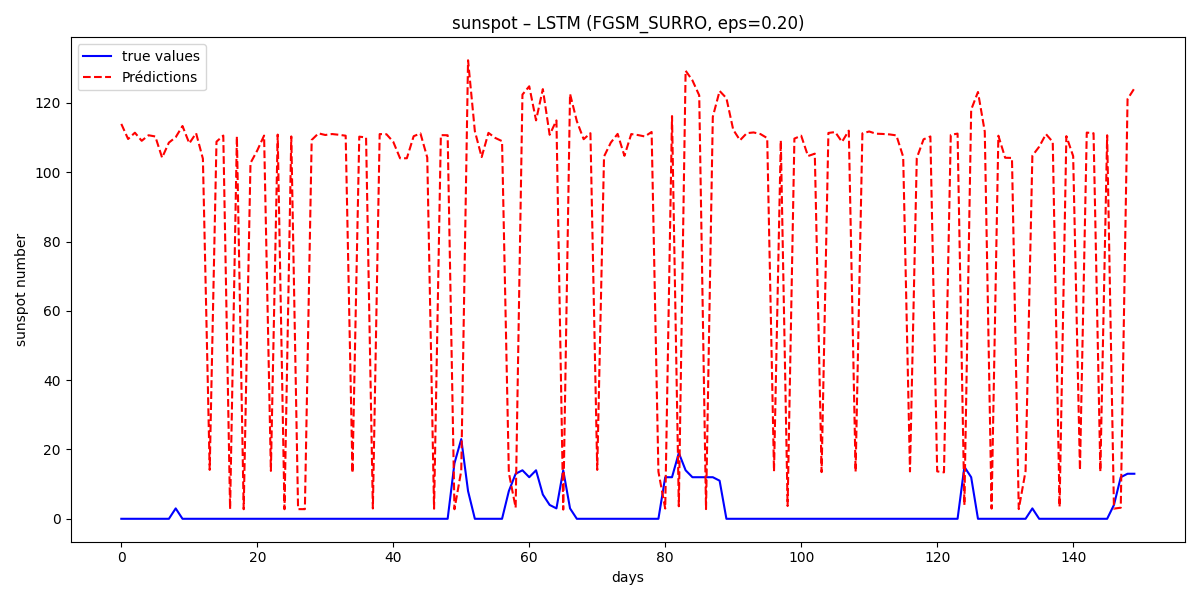 sunspot – LSTM (FGSM_SURRO, eps=0.20)
true values
Prédictions
sunspot number
120
100
80
60
40
20
0
0 20 40 60 80 100 120 140
days